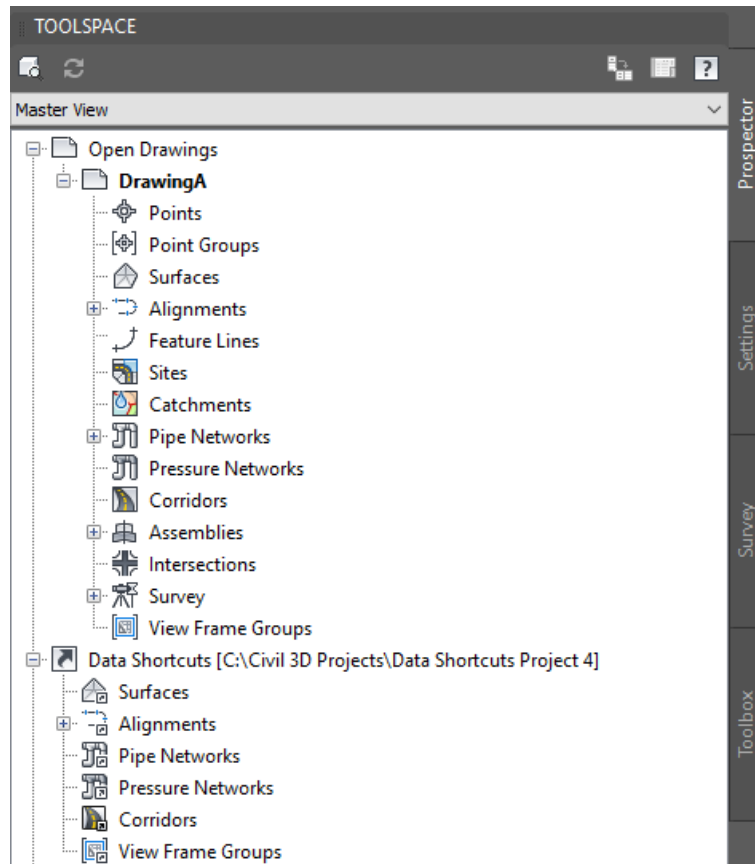 TOOLSPACE
?
Master View
Open Drawings
DrawingA
Points
Point Groups
Surfaces
Alignments
Feature Lines
Sites
Catchments
Pipe Networks
Pressure Networks
Corridors
Assemblies
Intersections
Survey
View Frame Groups
Data Shortcuts [C:\Civil 3D Projects\Data Shortcuts Project 4]
Surfaces
Alignments
Pipe Networks
Pressure Networks
Corridors
View Frame Groups
Prospector
Settings
Survey
Toolbox